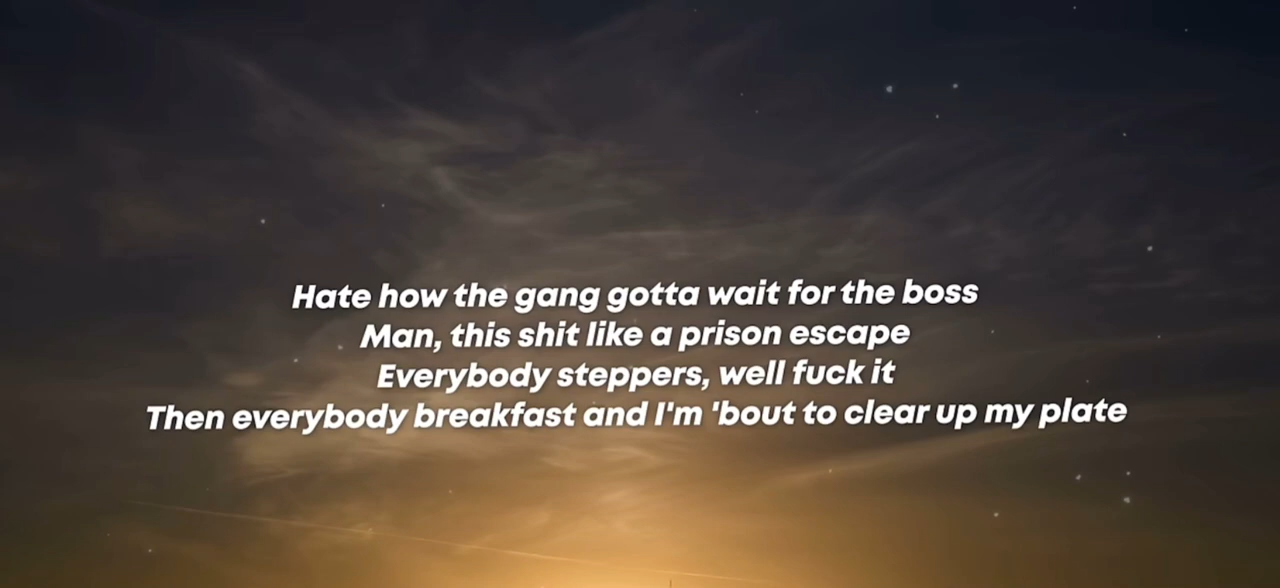 Hate how the gang gotta wait for the boss
Man, this shit like a prison escape
Everybody steppers, well fuck it
Then everybody breakfast and I'm 'bout to clear up my plate